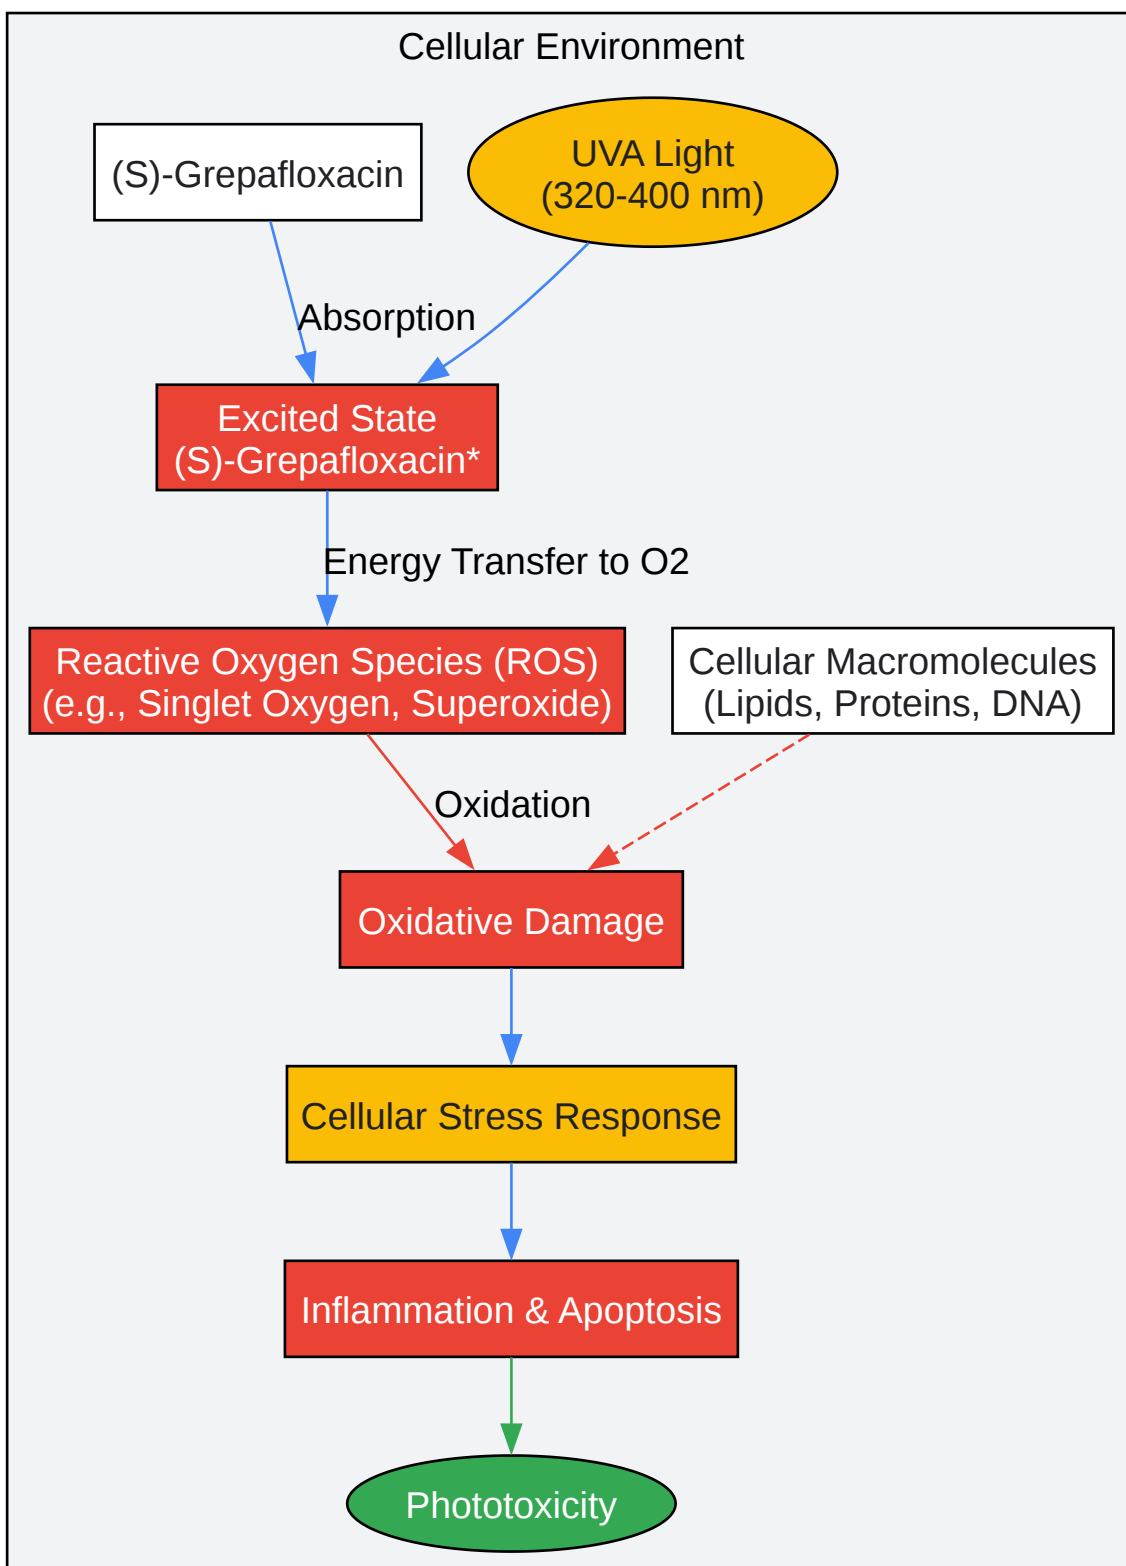 Cellular Environment
(S)-Grepafloxacin
UVA Light
(320-400 nm)
Absorption
Excited State
(S)-Grepafloxacin*
Energy Transfer to O2
Reactive Oxygen Species (ROS)
(e.g., Singlet Oxygen, Superoxide)
Cellular Macromolecules
(Lipids, Proteins, DNA)
Oxidation
Oxidative Damage
Cellular Stress Response
Inflammation & Apoptosis
Phototoxicity